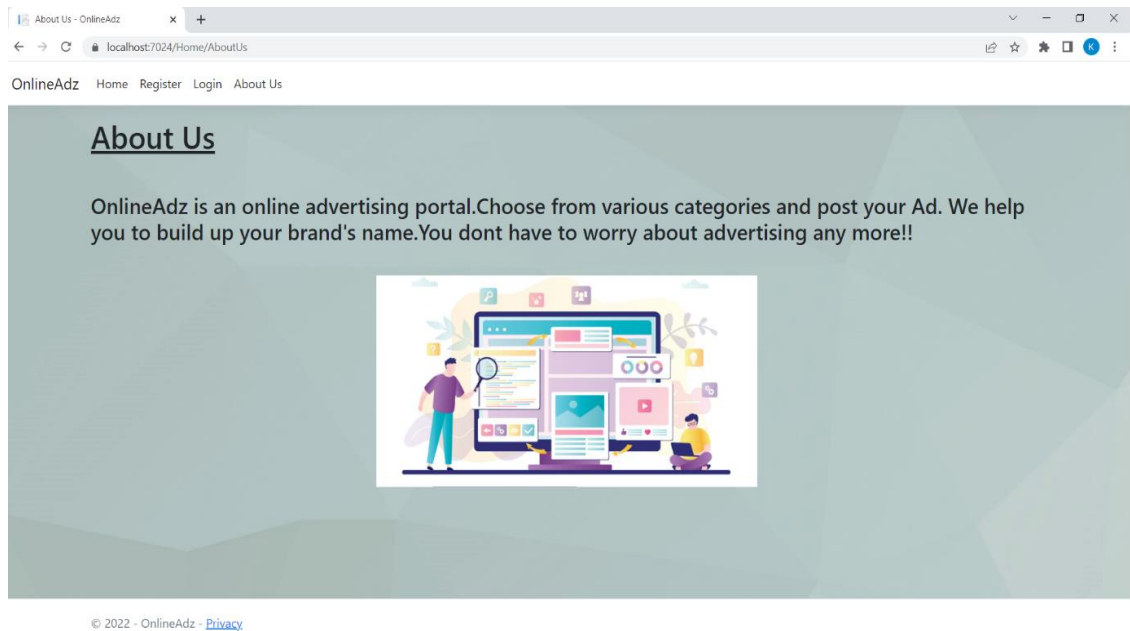 About Us - OnlineAdz
localhost:7024/Home/AboutUs
K
OnlineAdz Home Register Login About Us
About Us
OnlineAdz is an online advertising portal.Choose from various categories and post your Ad. We help
you to build up your brand's name.You dont have to worry about advertising any more!!
© 2022 - OnlineAdz - Privacy